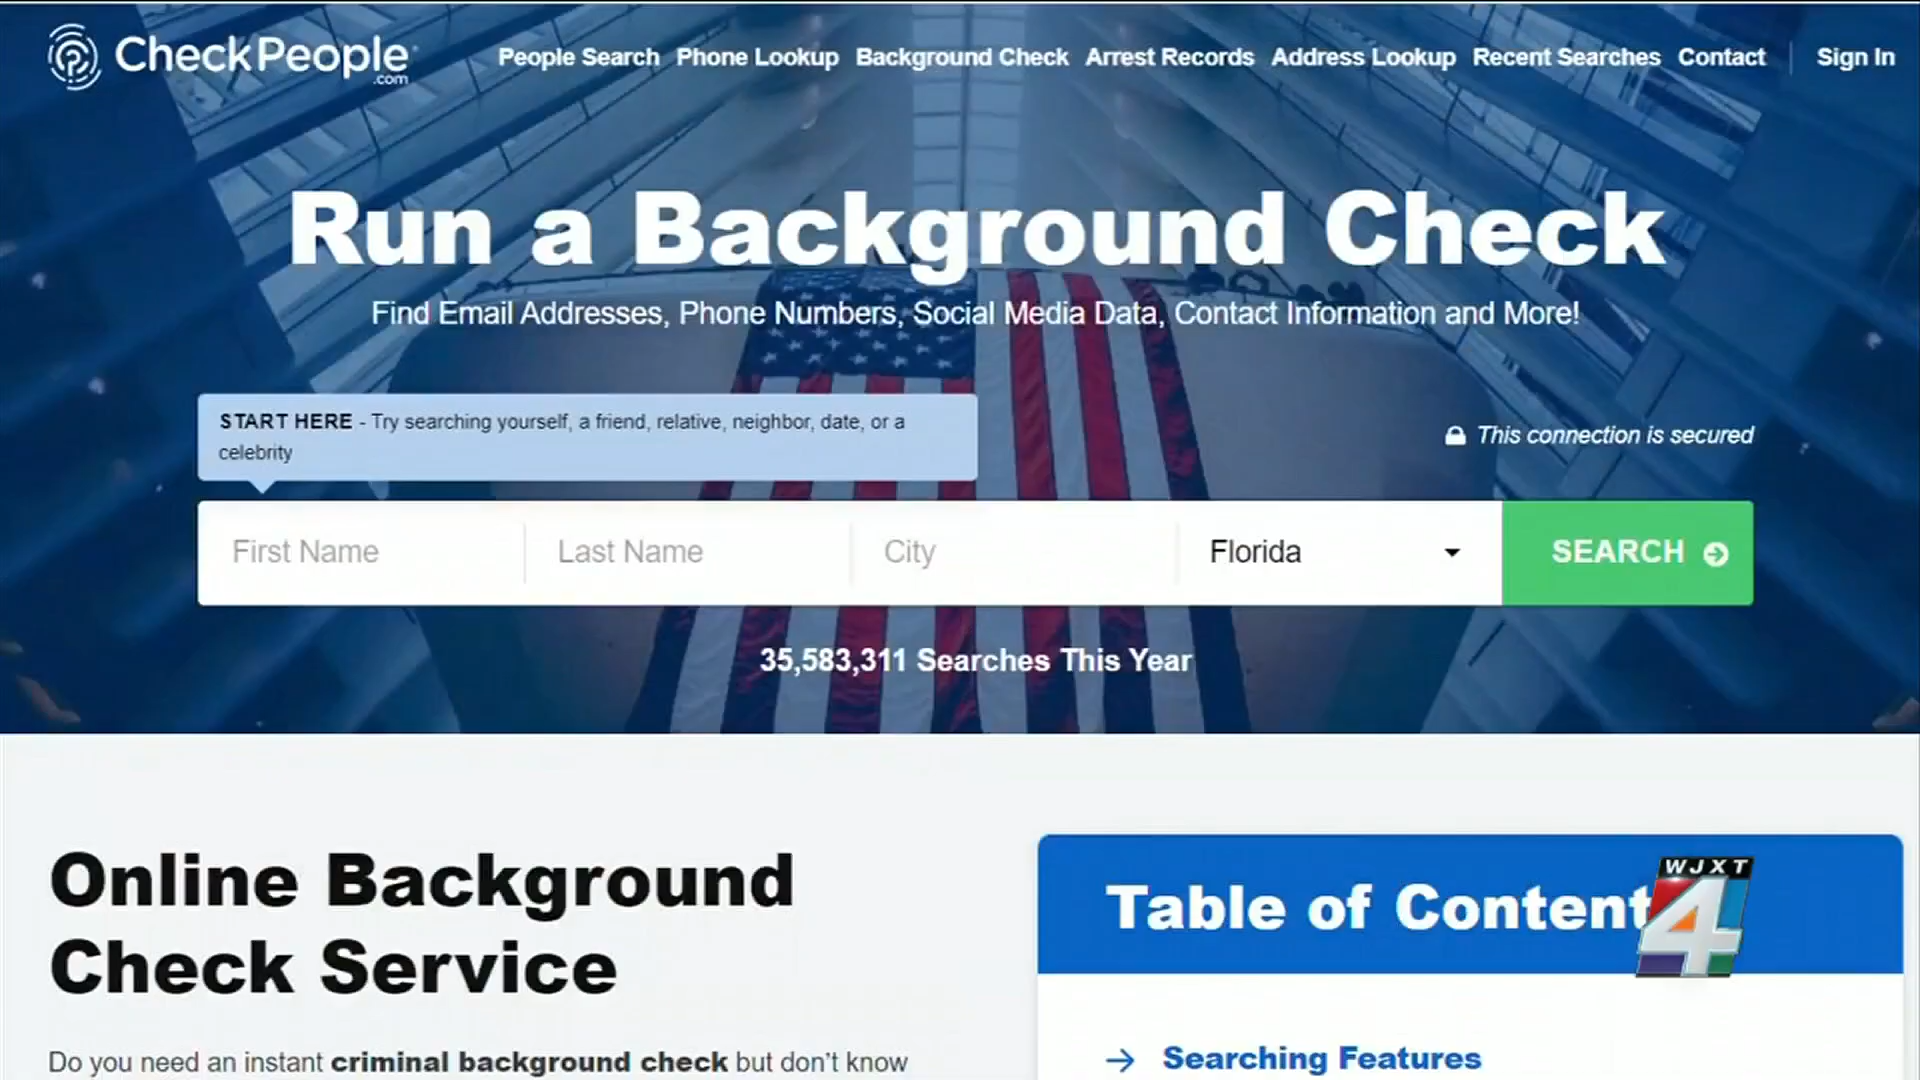 CheckPeople
.com
People Search Phone Lookup Background Check Arrest Records Address Lookup Recent Searches Contact Sign In
Run a Background Check
Find Email Addresses, Phone Numbers, Social Media Data, Contact Information and More!
START HERE - Try searching yourself, a friend, relative, neighbor, date, or a
celebrity
This connection is secured
First Name Last Name City Florida SEARCH
35,583,311 Searches This Year
Online Background
Check Service
Do you need an instant criminal background check but don't know
Table of Content
WJXT
4
Searching Features